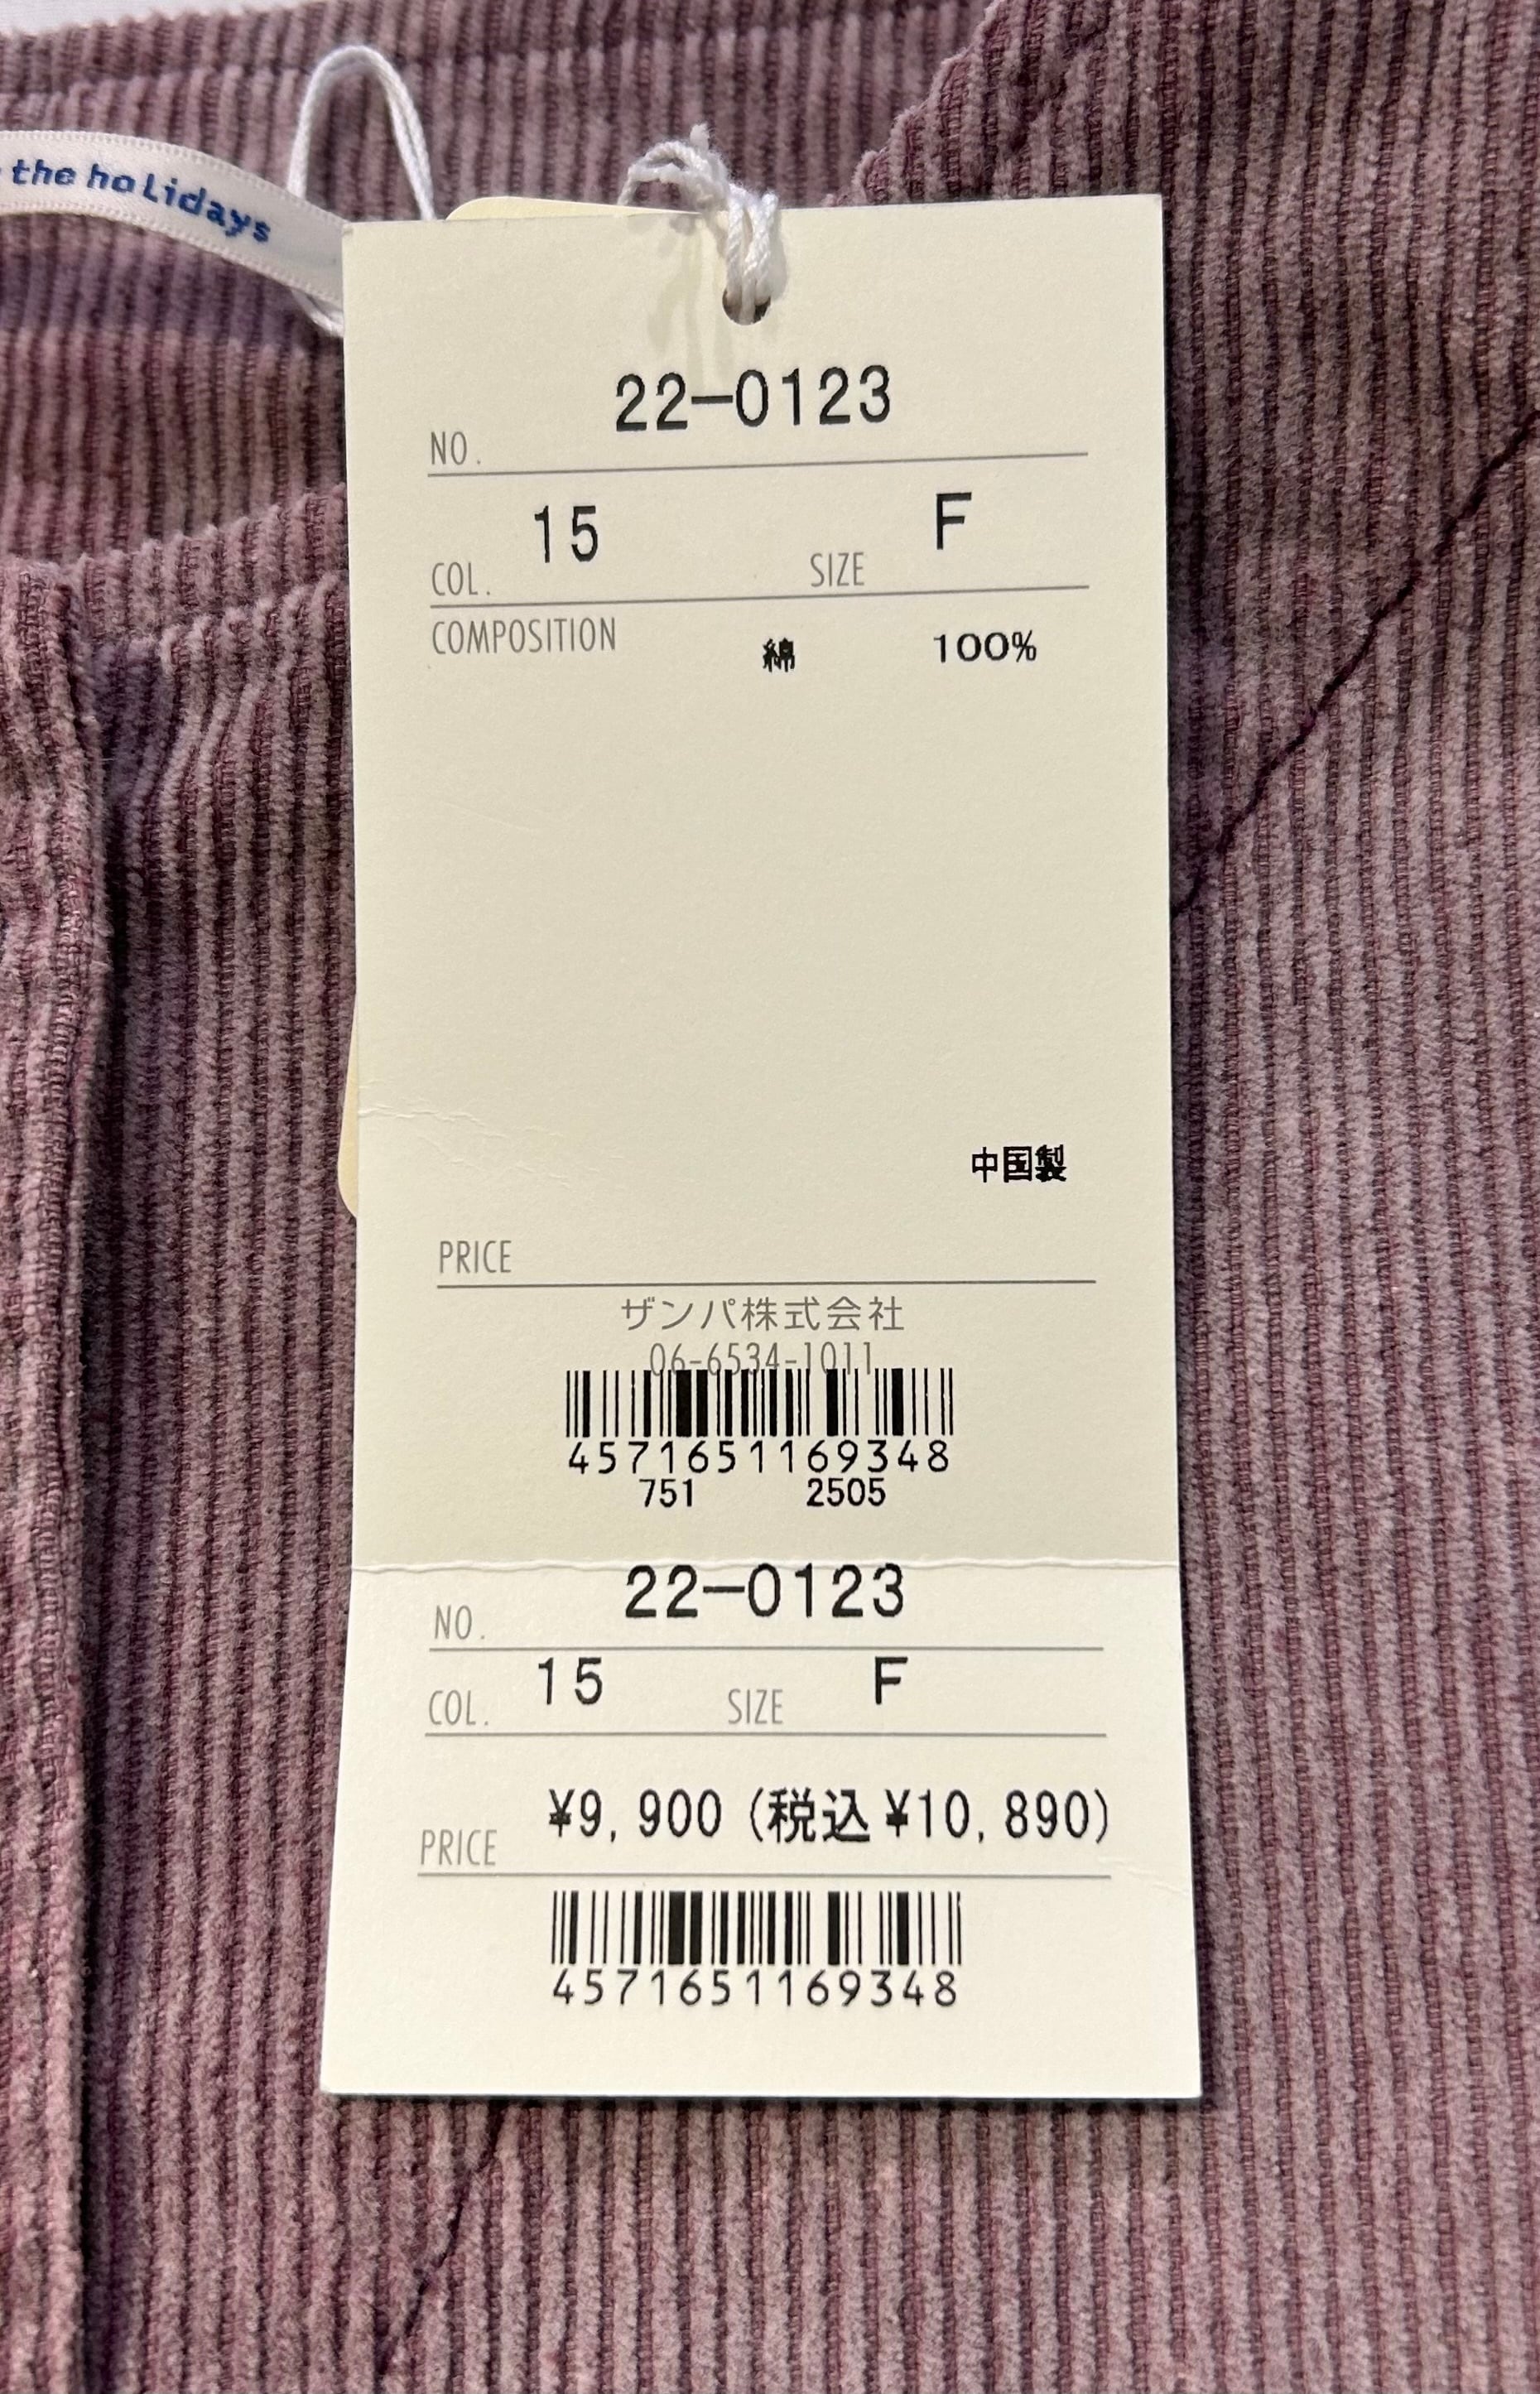 the holidays
22-0123
NO.
15 F
COL. SIZE
COMPOSITION 綿 100%
中国製
PRICE
ザンパ株式会社
06-6534-1011
4571651169348
751 2505
22-0123
NO.
15 F
COL. SIZE
¥9,900(税込¥10,890)
PRICE
4571651169348